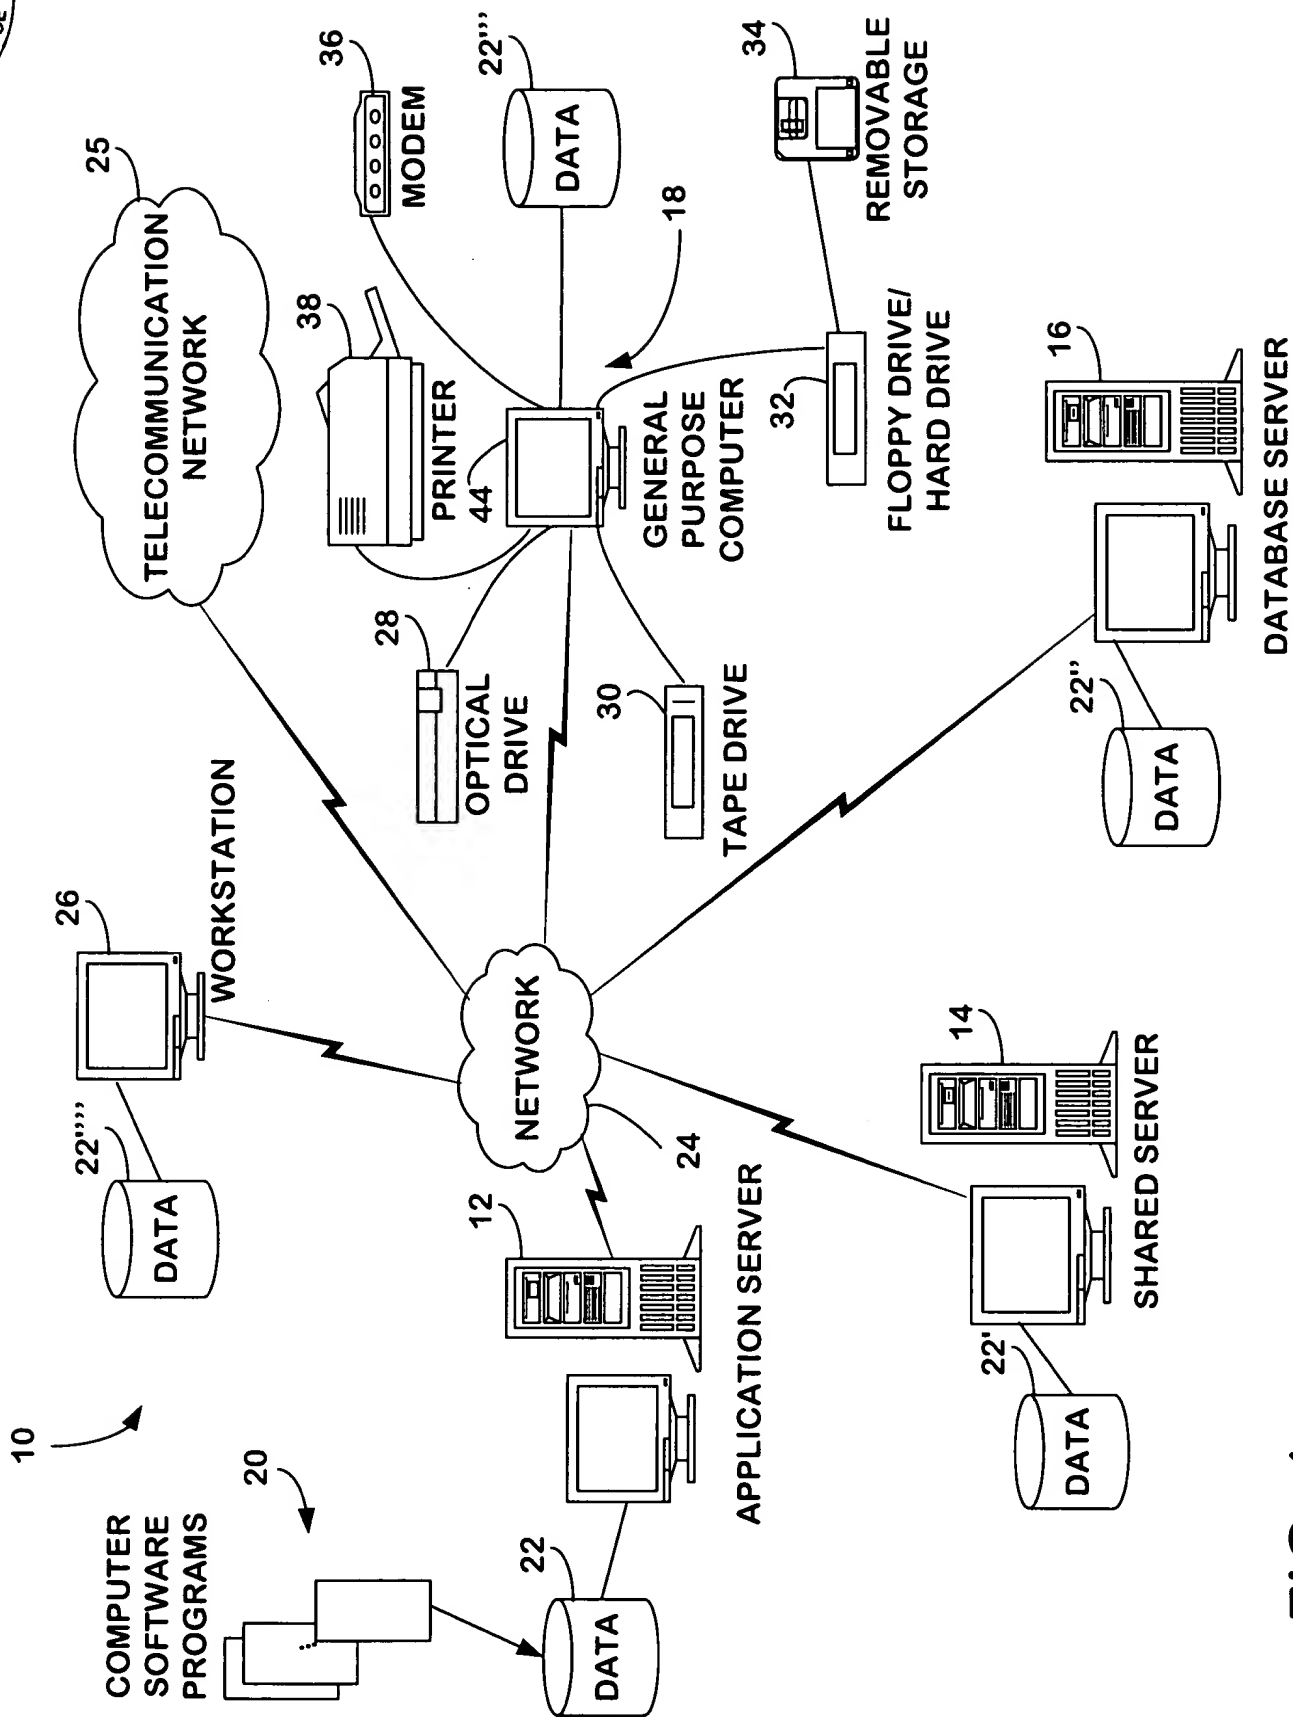 10
COMPUTER
SOFTWARE
PROGRAMS
20
22
DATA
12
APPLICATION SERVER
22''''
DATA
26
WORKSTATION
NETWORK
24
22'
DATA
14
SHARED SERVER
25
TELECOMMUNICATION
NETWORK
38
PRINTER
36
MODEM
22'''
DATA
28
OPTICAL
DRIVE
44
18
GENERAL
PURPOSE
COMPUTER
30
TAPE DRIVE
32
FLOPPY DRIVE/
HARD DRIVE
34
REMOVABLE
STORAGE
16
22''
DATA
DATABASE SERVER